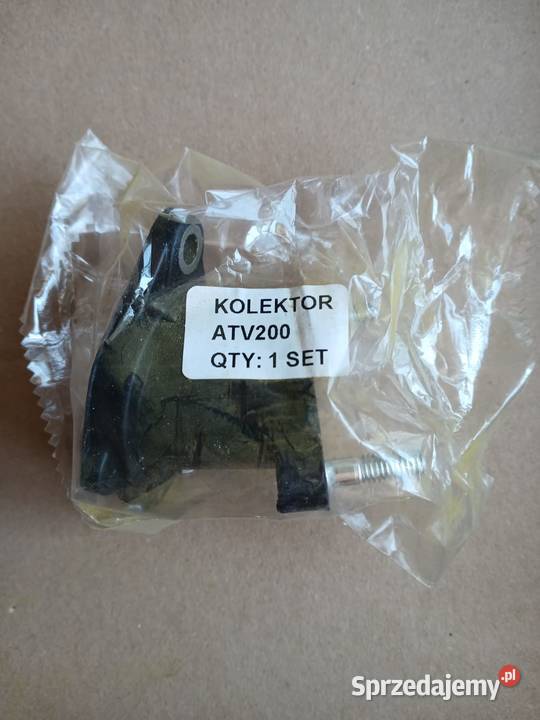 KOLEKTOR
ATV200
QTY: 1 SET
Sprzedajemy.pl